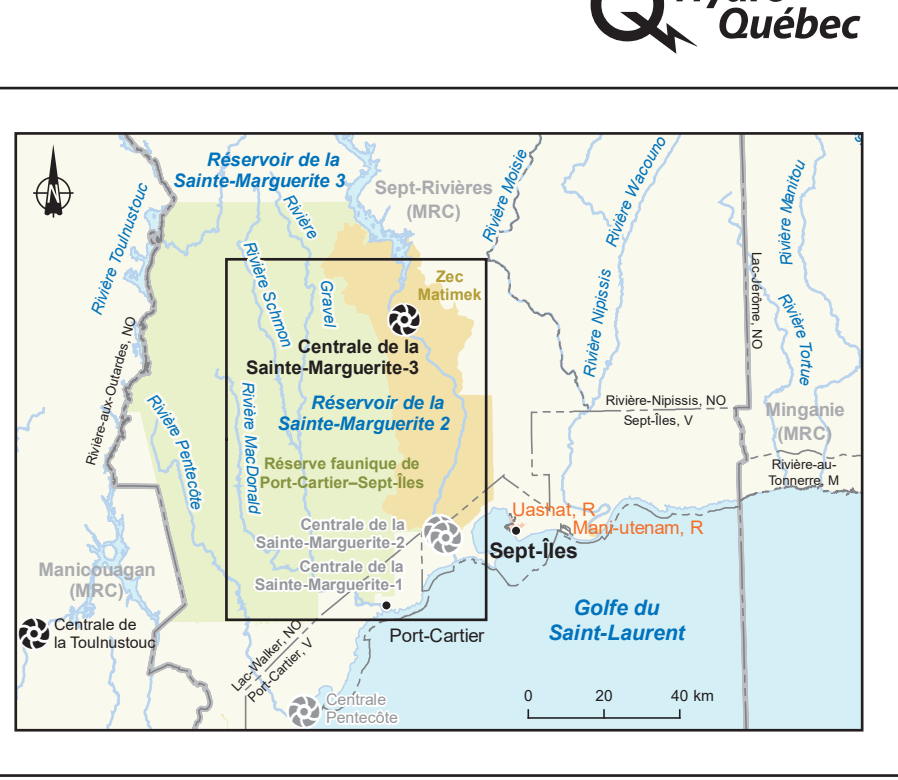 Hydro
Québec
N
Réservoir de la
Sainte-Marguerite 3
Sept-Rivières
(MRC)
Rivière Moisie
Rivière Wacouno
Rivière Manitou
Rivière Toulnustouc
Rivière
Gravel
Rivière Schmon
Zec
Matimek
Rivière Nipissis
Lac-Jérôme, NO
Rivière Tortue
Rivière-aux-Outardes, NO
Centrale de la
Sainte-Marguerite-3
Rivière Pentecôte
Rivière MacDonald
Réservoir de la
Sainte-Marguerite 2
Rivière-Nipissis, NO
Sept-Îles, V
Minganie
(MRC)
Réserve faunique de
Port-Cartier–Sept-Îles
Rivière-au-
Tonnerre, M
Uashat, R
Mani-utenam, R
Centrale de la
Sainte-Marguerite-2
Sept-Îles
Centrale de la
Sainte-Marguerite-1
Manicouagan
(MRC)
Centrale de
la Toulnustouc
Golfe du
Saint-Laurent
Port-Cartier
Lac-Walker, NO
Port-Cartier, V
Centrale
Pentecôte
0 20 40 km